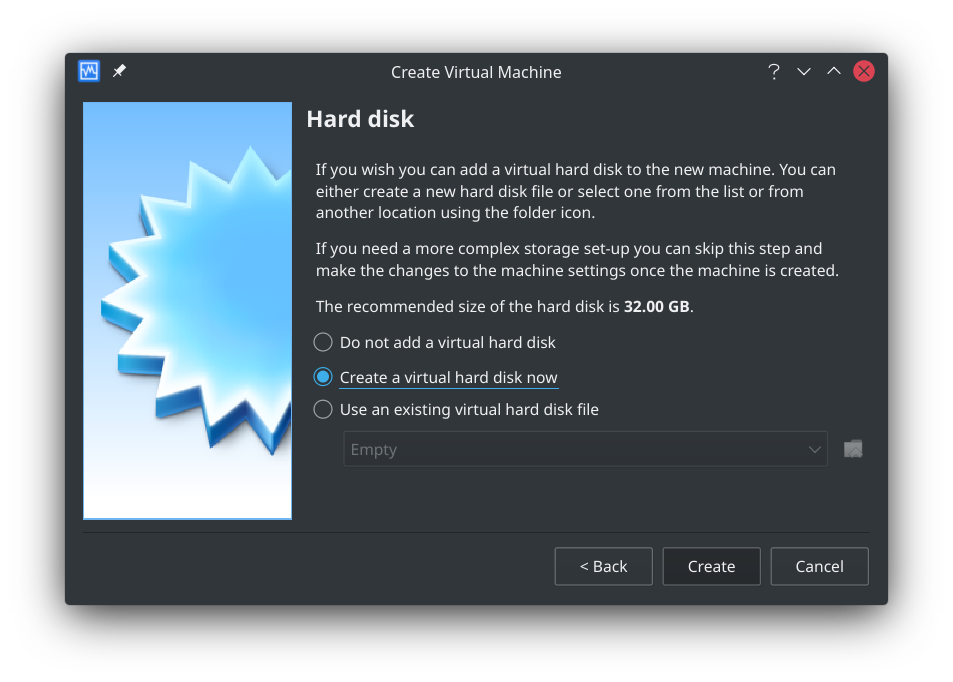 Create Virtual Machine
Hard disk
If you wish you can add a virtual hard disk to the new machine. You can
either create a new hard disk file or select one from the list or from
another location using the folder icon.
If you need a more complex storage set-up you can skip this step and
make the changes to the machine settings once the machine is created.
The recommended size of the hard disk is 32.00 GB.
Do not add a virtual hard disk
Create a virtual hard disk now
Use an existing virtual hard disk file
Empty
< Back
Create
Cancel